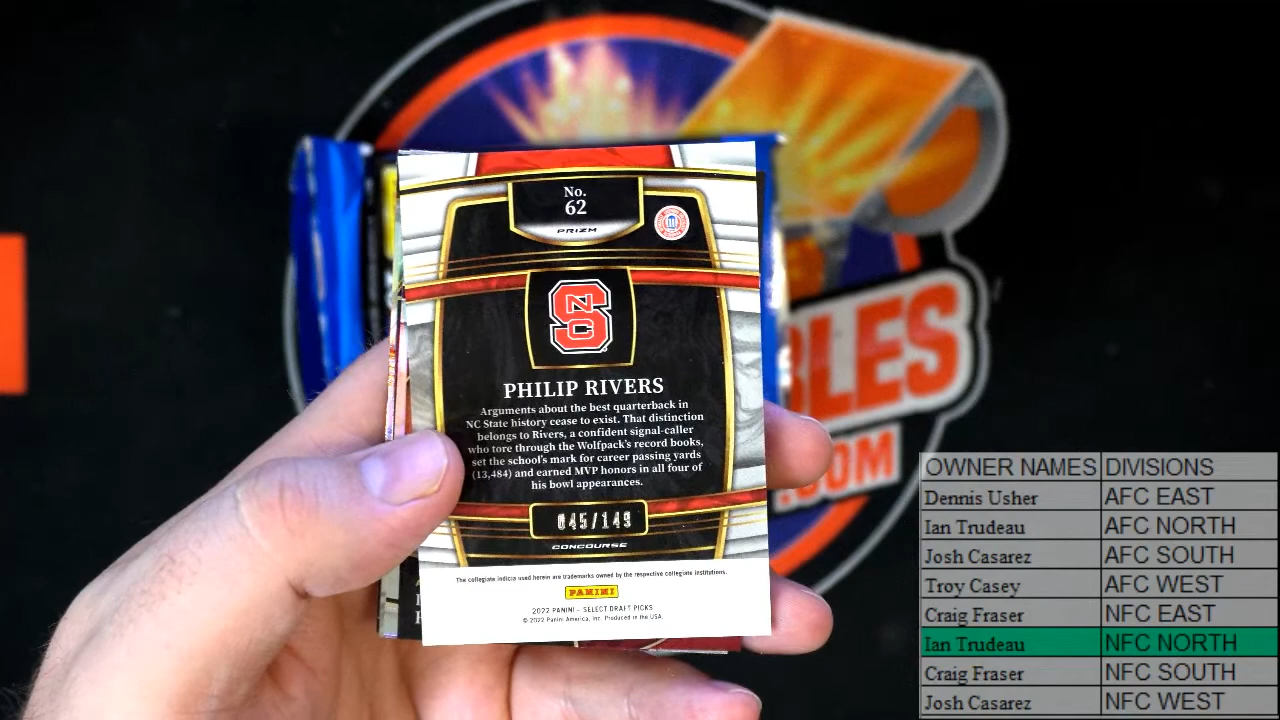 No.
62
PRIZM
NC
S
PHILIP RIVERS
Arguments about the best quarterback in
NC State history cease to exist. That distinction
belongs to Rivers, a confident signal-caller
who tore through the Wolfpack's record books,
set the school's mark for career passing yards
(13,484) and earned MVP honors in all four of
his bowl appearances.
045/149
CONCOURSE
The collegiate indicia used herein are trademarks owned by the respective collegiate institutions.
PANINI
2022 PANINI - SELECT DRAFT PICKS
© 2022 Panini America, Inc. Produced in the USA.
BLES
.COM
OWNER NAMES DIVISIONS
Dennis Usher AFC EAST
Ian Trudeau AFC NORTH
Josh Casarez AFC SOUTH
Troy Casey AFC WEST
Craig Fraser NFC EAST
Ian Trudeau NFC NORTH
Craig Fraser NFC SOUTH
Josh Casarez NFC WEST